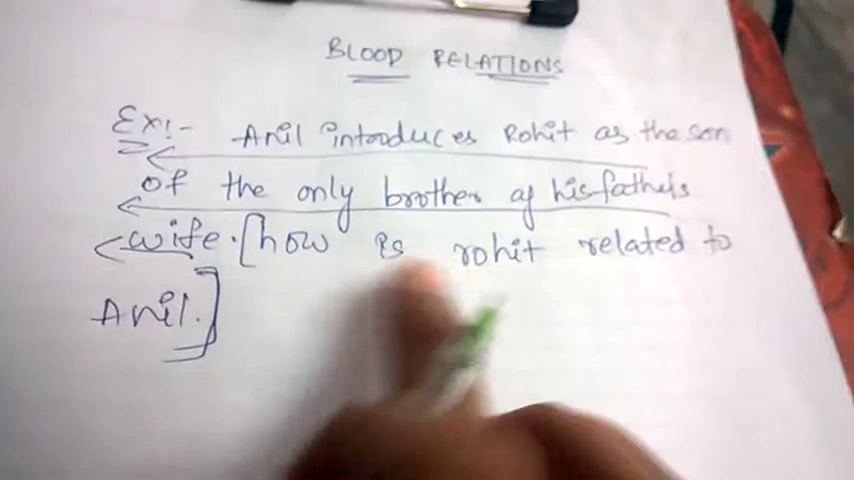 BLOOD RELATIONS
Ex:- Anil introduces Rohit as the son
of the only brother of his father's
wife. [how is rohit related to
Anil.]